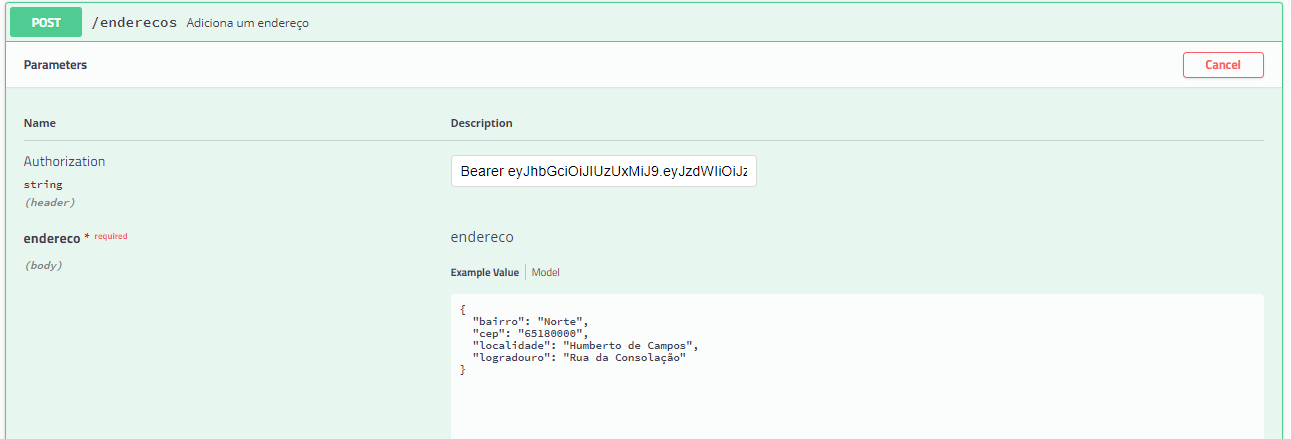 POST /enderecos Adiciona um endereço
Parameters Cancel
Name Description
Authorization
string
(header)
Bearer eyJhbGciOiJIUzUxMiJ9.eyJzdWIiOiJz
endereco * required
(body)
endereco
Example Value Model
{
"bairro": "Norte",
"cep": "65180000",
"localidade": "Humberto de Campos",
"logradouro": "Rua da Consolação"
}